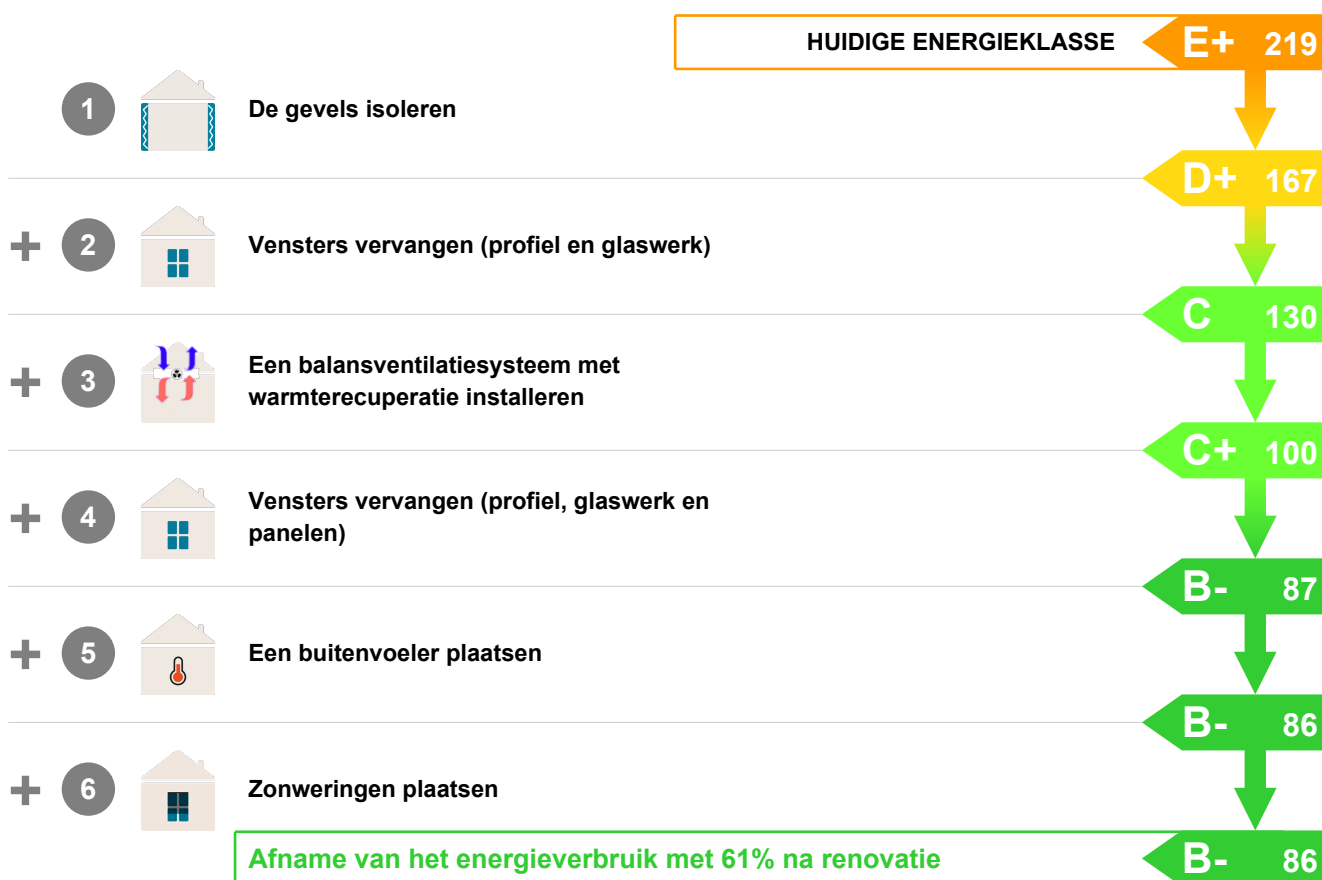 HUIDIGE ENERGIEKLASSE E+ 219
1 De gevels isoleren
D+ 167
+ 2 Vensters vervangen (profiel en glaswerk)
C 130
+ 3 Een balansventilatiesysteem met
warmterecuperatie installeren
C+ 100
+ 4 Vensters vervangen (profiel, glaswerk en
panelen)
B- 87
+ 5 Een buitenvoeler plaatsen
B- 86
+ 6 Zonweringen plaatsen
Afname van het energieverbruik met 61% na renovatie B- 86